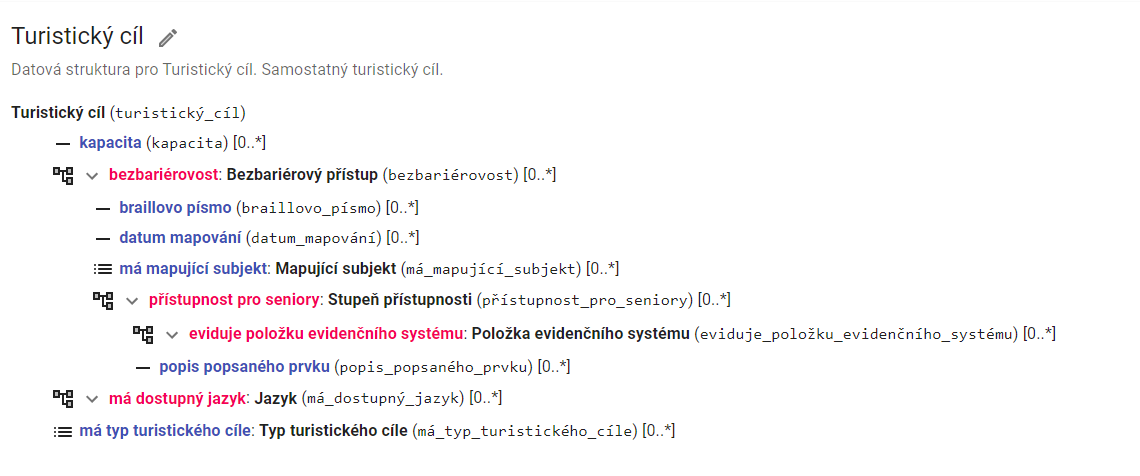 Turistický cíl
Datová struktura pro Turistický cíl. Samostatný turistický cíl.
Turistický cíl (turistický_cíl)
kapacita (kapacita) [0..*]
bezbariérovost: Bezbariérový přístup (bezbariérovost) [0..*]
braillovo písmo (braillovo_písmo) [0..*]
datum mapování (datum_mapování) [0..*]
má mapující subjekt: Mapující subjekt (má_mapující_subjekt) [0..*]
přístupnost pro seniory: Stupeň přístupnosti (přístupnost_pro_seniory) [0..*]
eviduje položku evidenčního systému: Položka evidenčního systému (eviduje_položku_evidenčního_systému) [0..*]
popis popsaného prvku (popis_popsaného_prvku) [0..*]
má dostupný jazyk: Jazyk (má_dostupný_jazyk) [0..*]
má typ turistického cíle: Typ turistického cíle (má_typ_turistického_cíle) [0..*]